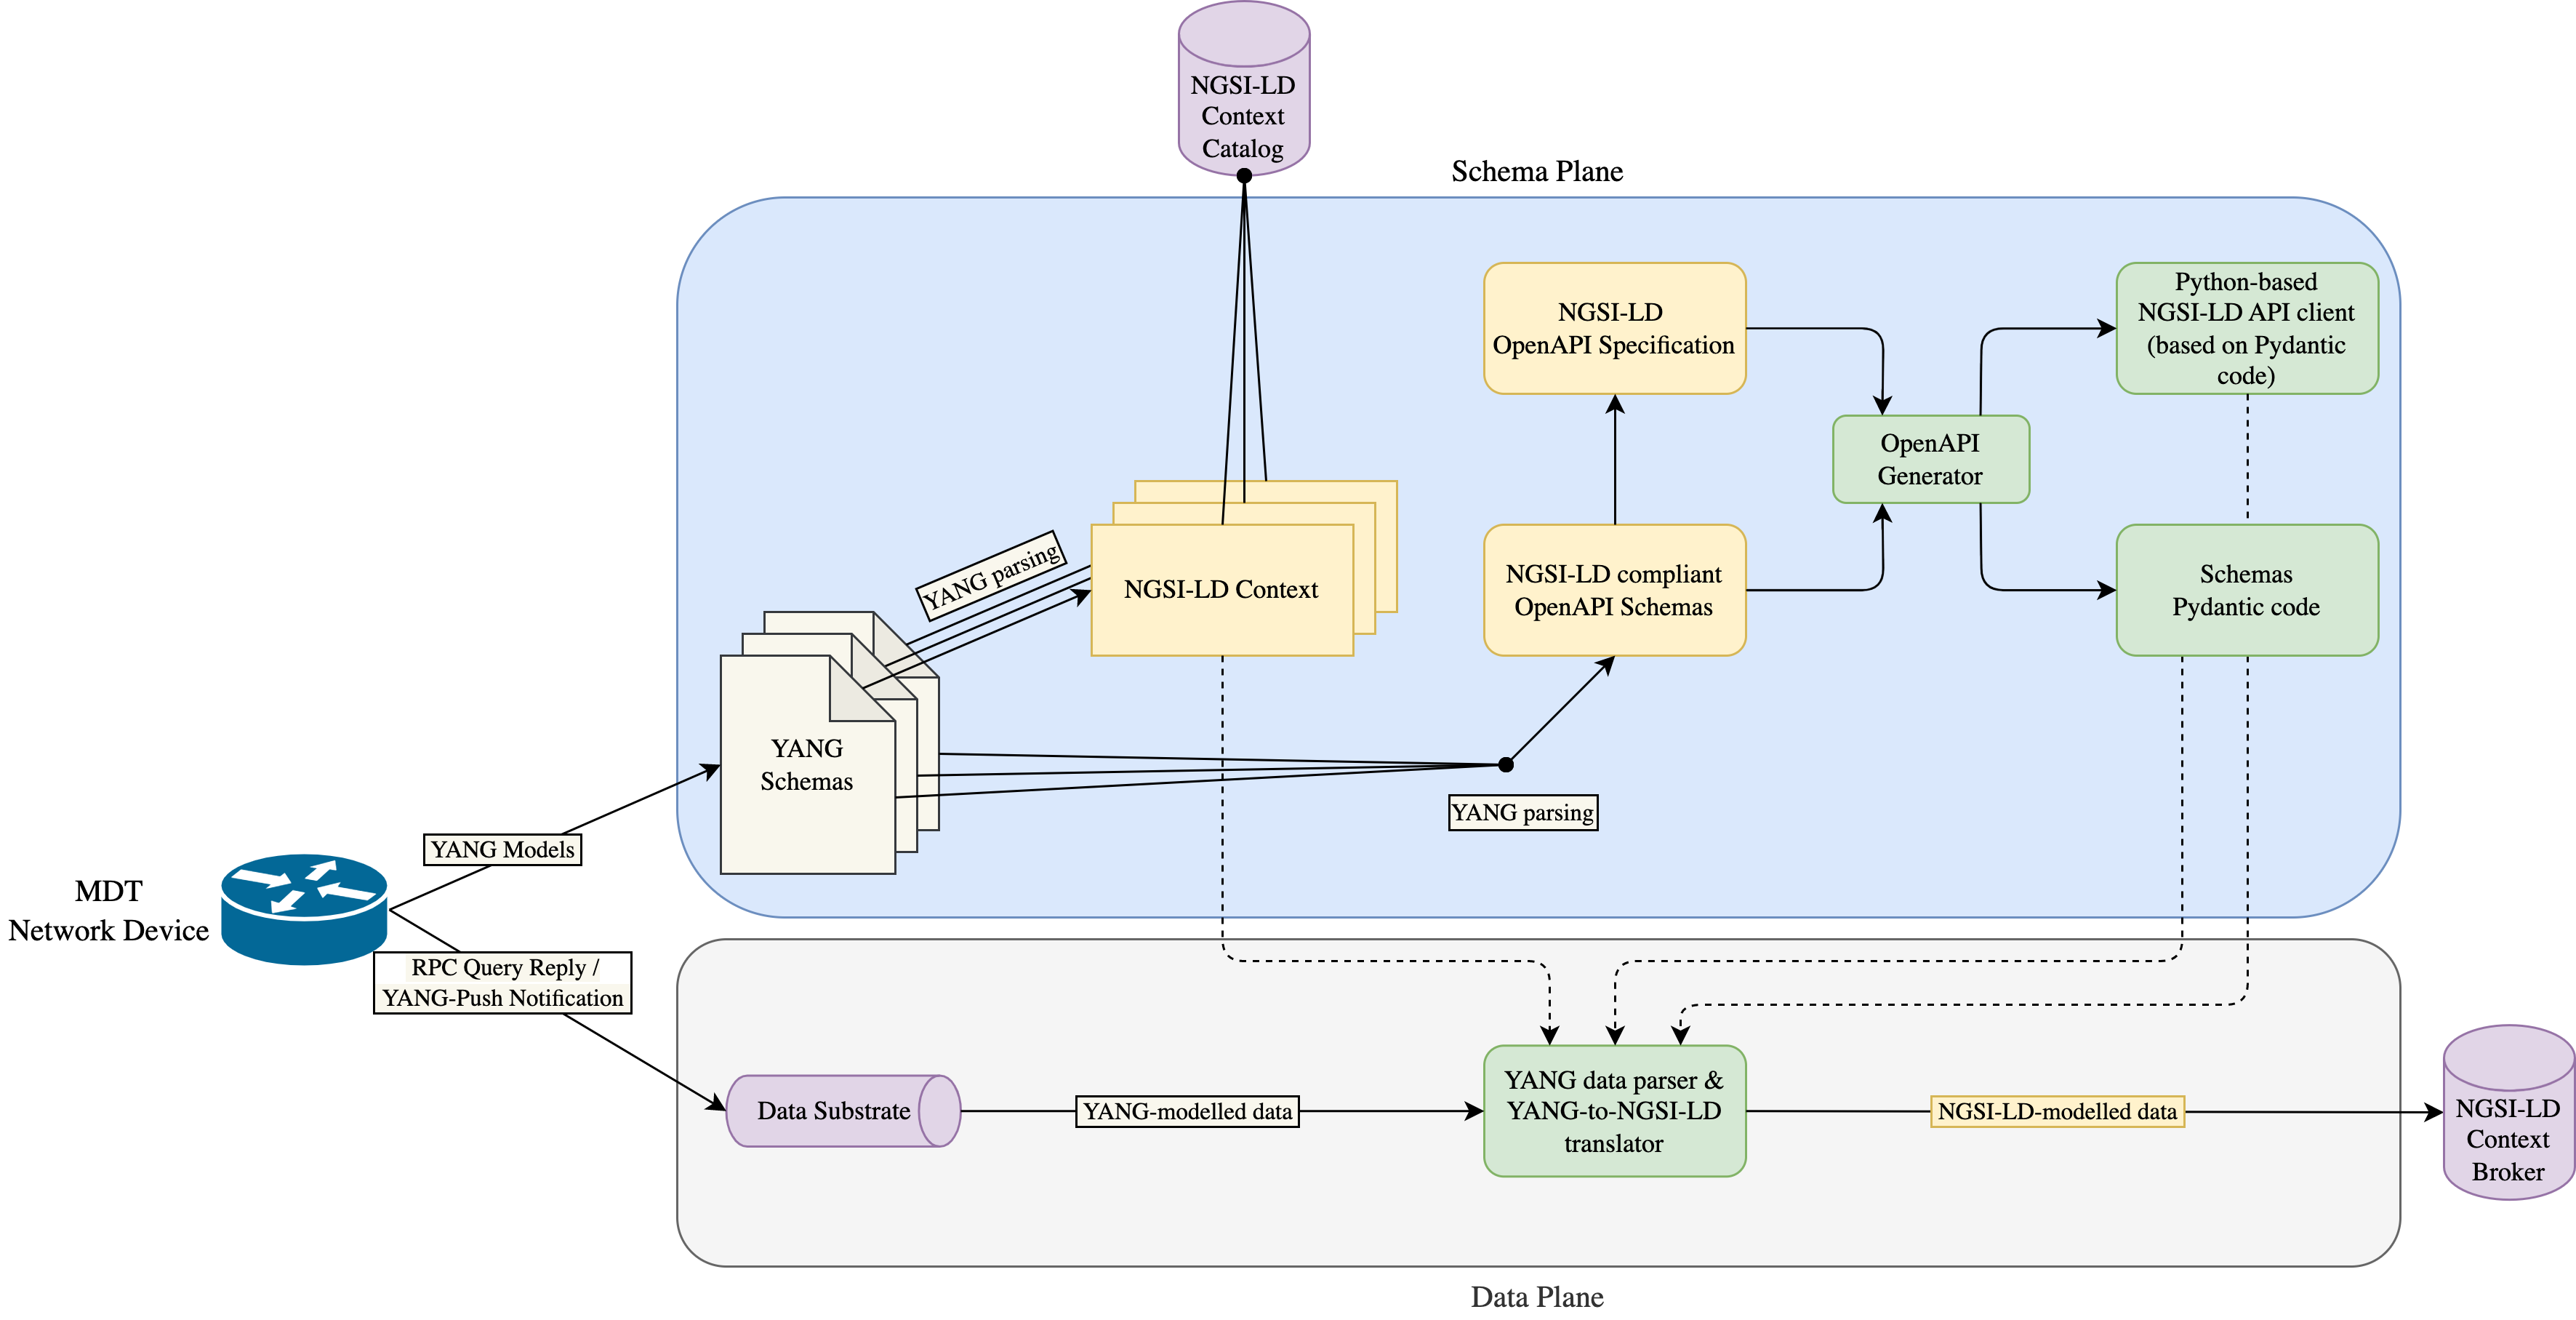 NGSI-LD
Context
Catalog
Schema Plane
NGSI-LD
OpenAPI Specification
Python-based
NGSI-LD API client
(based on Pydantic
code)
OpenAPI
Generator
YANG parsing
NGSI-LD Context
NGSI-LD compliant
OpenAPI Schemas
Schemas
Pydantic code
YANG
Schemas
YANG parsing
YANG Models
MDT
Network Device
RPC Query Reply /
YANG-Push Notification
Data Substrate
YANG-modelled data
YANG data parser &
YANG-to-NGSI-LD
translator
NGSI-LD-modelled data
NGSI-LD
Context
Broker
Data Plane